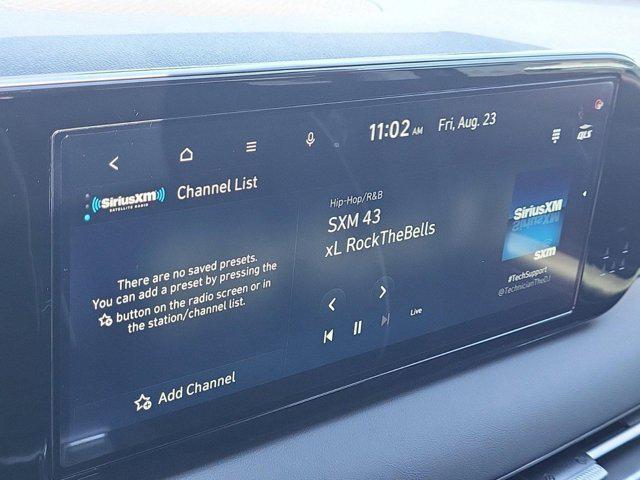 11:02 AM
Fri, Aug. 23
QLS
SiriusXM
SATELLITE RADIO
Channel List
Hip-Hop/R&B
SXM 43
xL RockTheBells
SiriusXM
SXM
#TechSupport
@TechnicianTheDJ
There are no saved presets.
You can add a preset by pressing the
button on the radio screen or in
the station/channel list.
Live
Add Channel